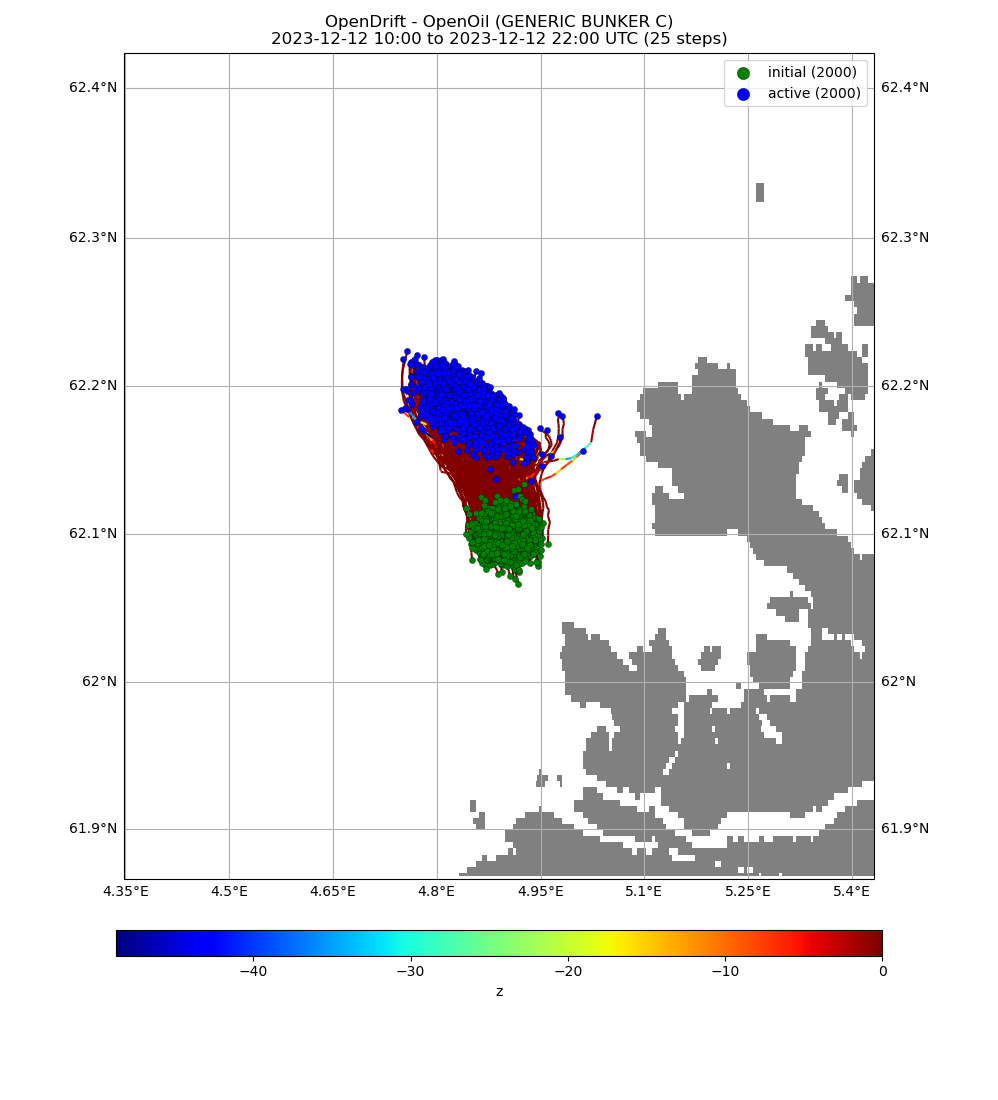 OpenDrift - OpenOil (GENERIC BUNKER C)
2023-12-12 10:00 to 2023-12-12 22:00 UTC (25 steps)
initial (2000)
active (2000)
62.4°N 62.4°N
62.3°N 62.3°N
62.2°N 62.2°N
62.1°N 62.1°N
62°N 62°N
61.9°N 61.9°N
4.35°E 4.5°E 4.65°E 4.8°E 4.95°E 5.1°E 5.25°E 5.4°E
−40 −30 −20 −10 0
z